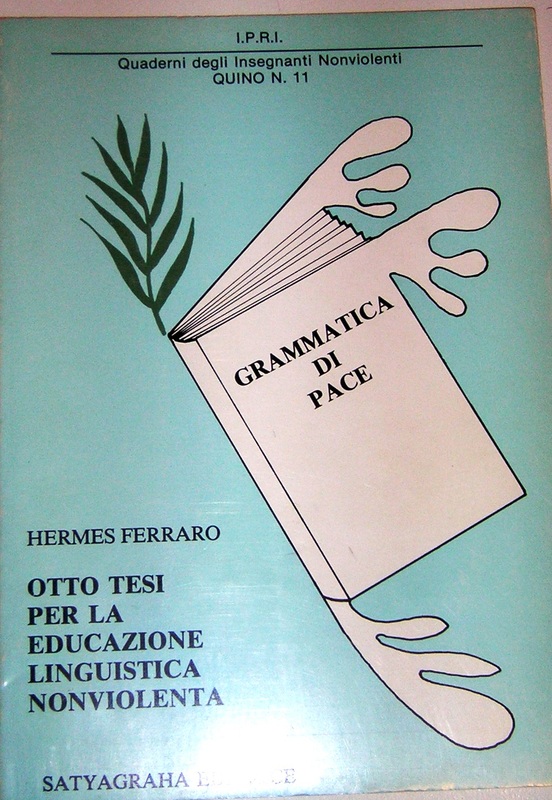 I.P.R.I.
Quaderni degli Insegnanti Nonviolenti
QUINO N. 11
GRAMMATICA
DI
PACE
HERMES FERRARO
OTTO TESI
PER LA
EDUCAZIONE
LINGUISTICA
NONVIOLENTA
SATYAGRAHA